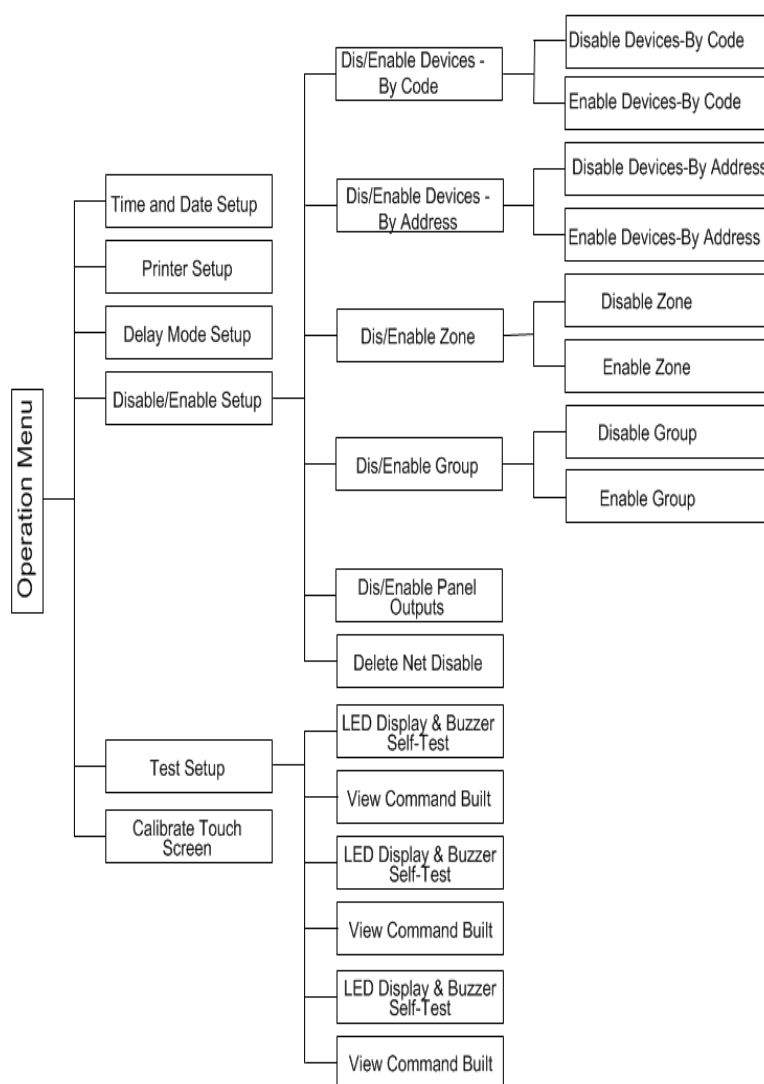 Operation Menu
Time and Date Setup
Printer Setup
Delay Mode Setup
Disable/Enable Setup
Test Setup
Calibrate Touch
Screen
Dis/Enable Devices -
By Code
Dis/Enable Devices -
By Address
Dis/Enable Zone
Dis/Enable Group
Dis/Enable Panel
Outputs
Delete Net Disable
LED Display & Buzzer
Self-Test
View Command Built
LED Display & Buzzer
Self-Test
View Command Built
LED Display & Buzzer
Self-Test
View Command Built
Disable Devices-By Code
Enable Devices-By Code
Disable Devices-By Address
Enable Devices-By Address
Disable Zone
Enable Zone
Disable Group
Enable Group